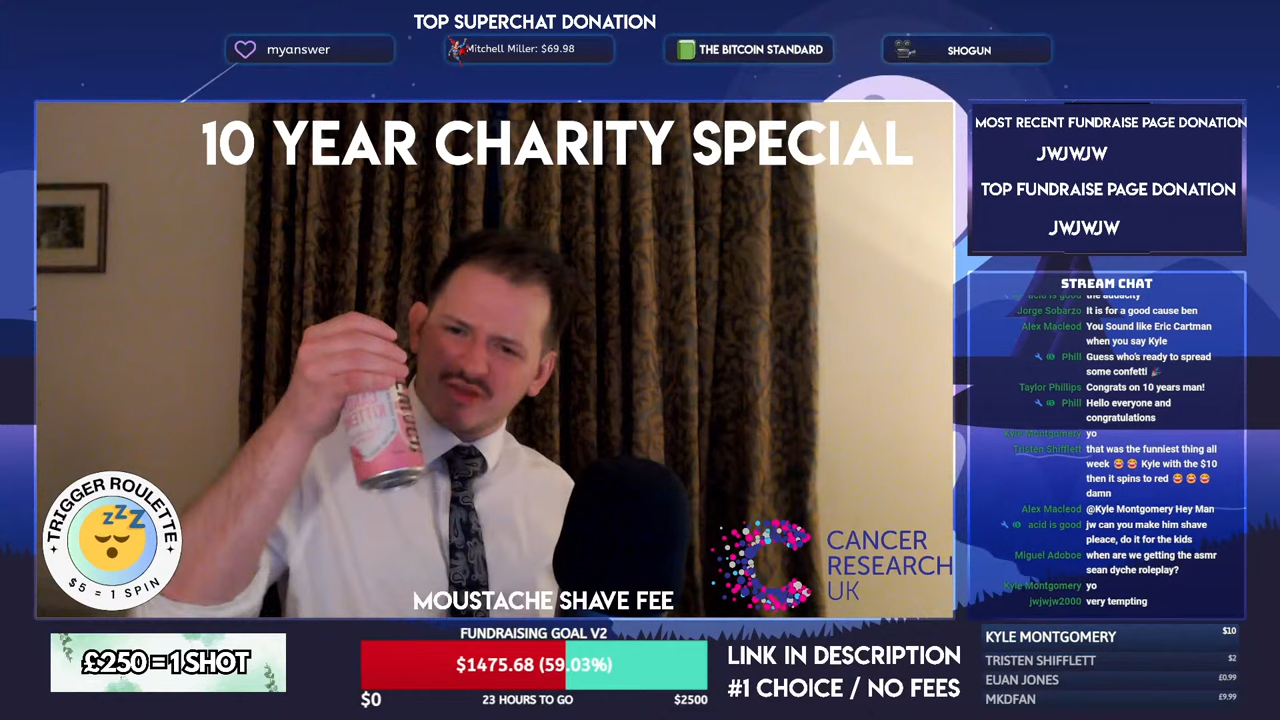 TOP SUPERCHAT DONATION
myanswer
Mitchell Miller: $69.98
THE BITCOIN STANDARD
SHOGUN
10 YEAR CHARITY SPECIAL
MOST RECENT FUNDRAISE PAGE DONATION
JWJWJW
TOP FUNDRAISE PAGE DONATION
JWJWJW
STREAM CHAT
acid is good the audacity
Jorge Sobarzo It is for a good cause ben
Alex Macleod You Sound like Eric Cartman
when you say Kyle
Phill Guess who's ready to spread
some confetti 🎉
Taylor Phillips Congrats on 10 years man!
Phill Hello everyone and
congratulations
Kyle Montgomery yo
Tristen Shifflett that was the funniest thing all
week Kyle with the $10
then it spins to red
damn
Alex Macleod @Kyle Montgomery Hey Man
acid is good jw can you make him shave
pleace, do it for the kids
Miguel Adoboe when are we getting the asmr
sean dyche roleplay?
Kyle Montgomery yo
jwjwjw2000 very tempting
TRIGGER ROULETTE
zzz
$5 = 1 SPIN
CANCER
RESEARCH
UK
MOUSTACHE SHAVE FEE
£250 = 1 SHOT
FUNDRAISING GOAL V2
$1475.68 (59.03%)
$0
23 HOURS TO GO
$2500
LINK IN DESCRIPTION
#1 CHOICE / NO FEES
KYLE MONTGOMERY $10
TRISTEN SHIFFLETT $2
EUAN JONES £0.99
MKDFAN £9.99